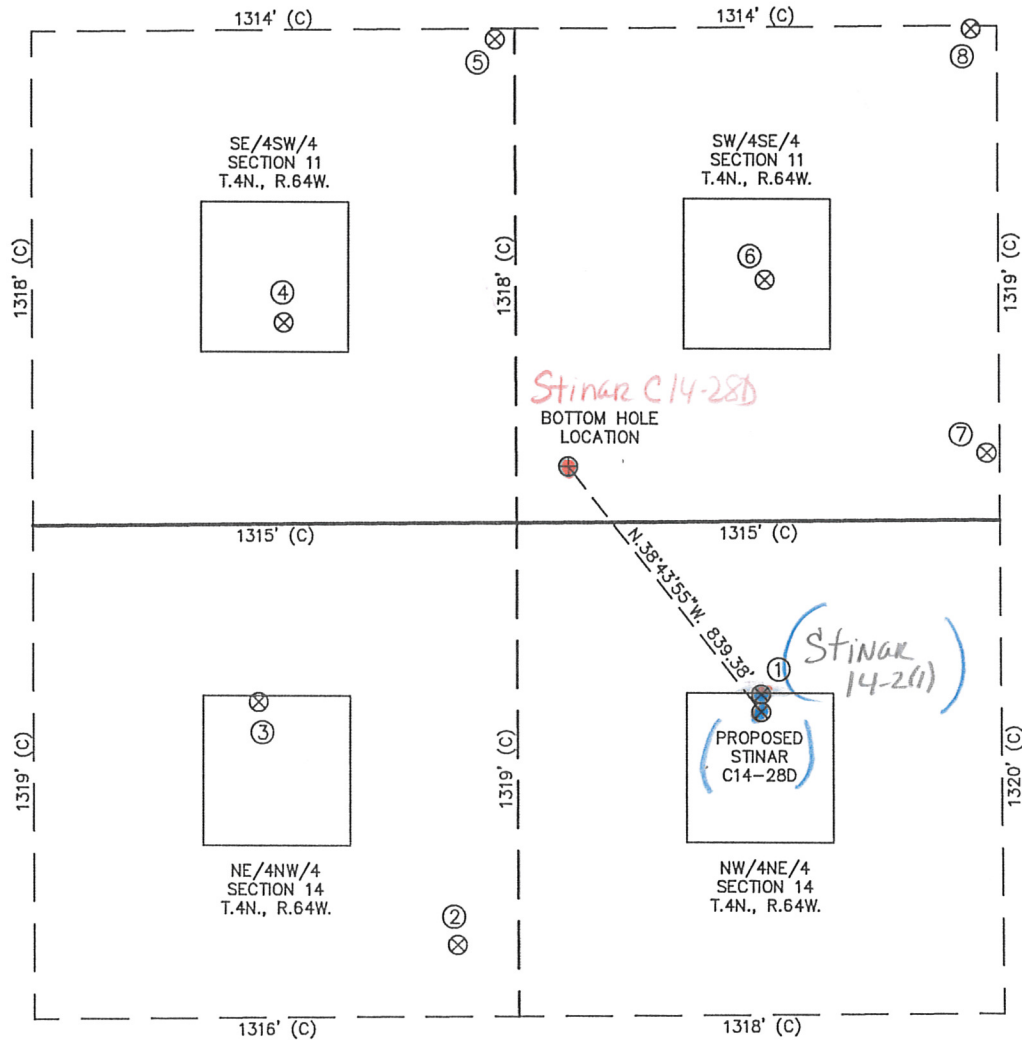 1314' (C)
1314' (C)
⑤
⑧
SE/4SW/4
SECTION 11
T.4N., R.64W.
SW/4SE/4
SECTION 11
T.4N., R.64W.
1318' (C)
④
1318' (C)
⑥
1319' (C)
Stinar C14-28D
BOTTOM HOLE
LOCATION
⑦
1315' (C)
1315' (C)
N.38°43'55"W. 839.38'
①
Stinar
14-2(1)
③
PROPOSED
STINAR
C14-28D
1319' (C)
1319' (C)
1320' (C)
NE/4NW/4
SECTION 14
T.4N., R.64W.
NW/4NE/4
SECTION 14
T.4N., R.64W.
②
1316' (C)
1318' (C)